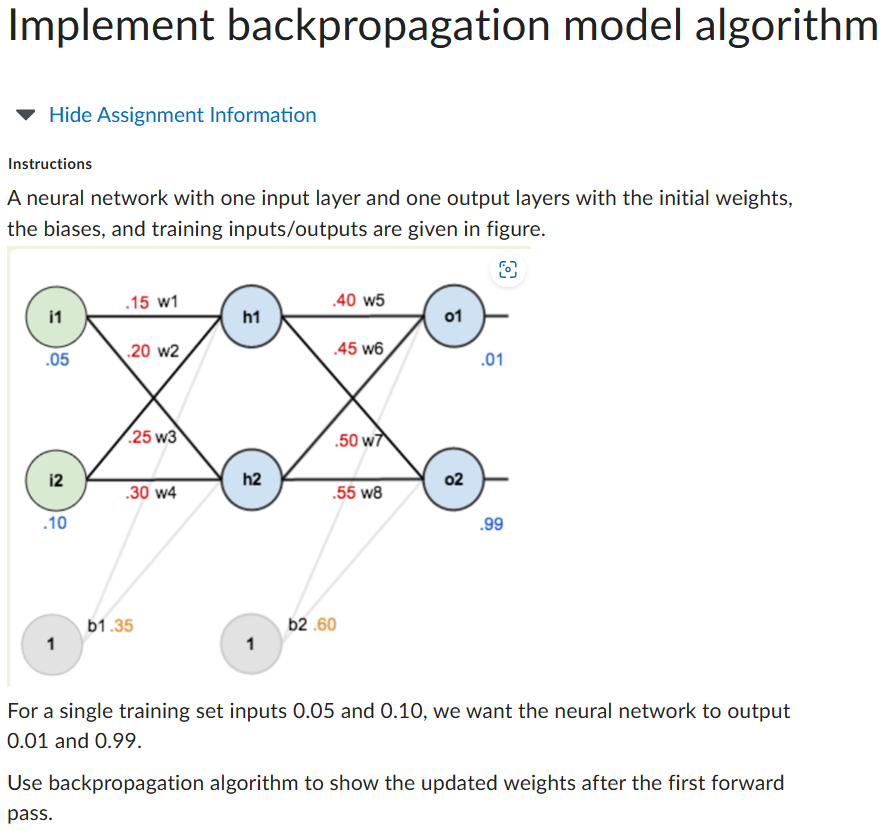 Implement backpropagation model algorithm
Hide Assignment Information
Instructions
A neural network with one input layer and one output layers with the initial weights,
the biases, and training inputs/outputs are given in figure.
.15 w1
.40 w5
i1
h1
o1
.20 w2
.45 w6
.05
.01
.25 w3
.50 w7
i2
h2
o2
.30 w4
.55 w8
.10
.99
b1 .35
b2 .60
1
1
For a single training set inputs 0.05 and 0.10, we want the neural network to output
0.01 and 0.99.
Use backpropagation algorithm to show the updated weights after the first forward
pass.